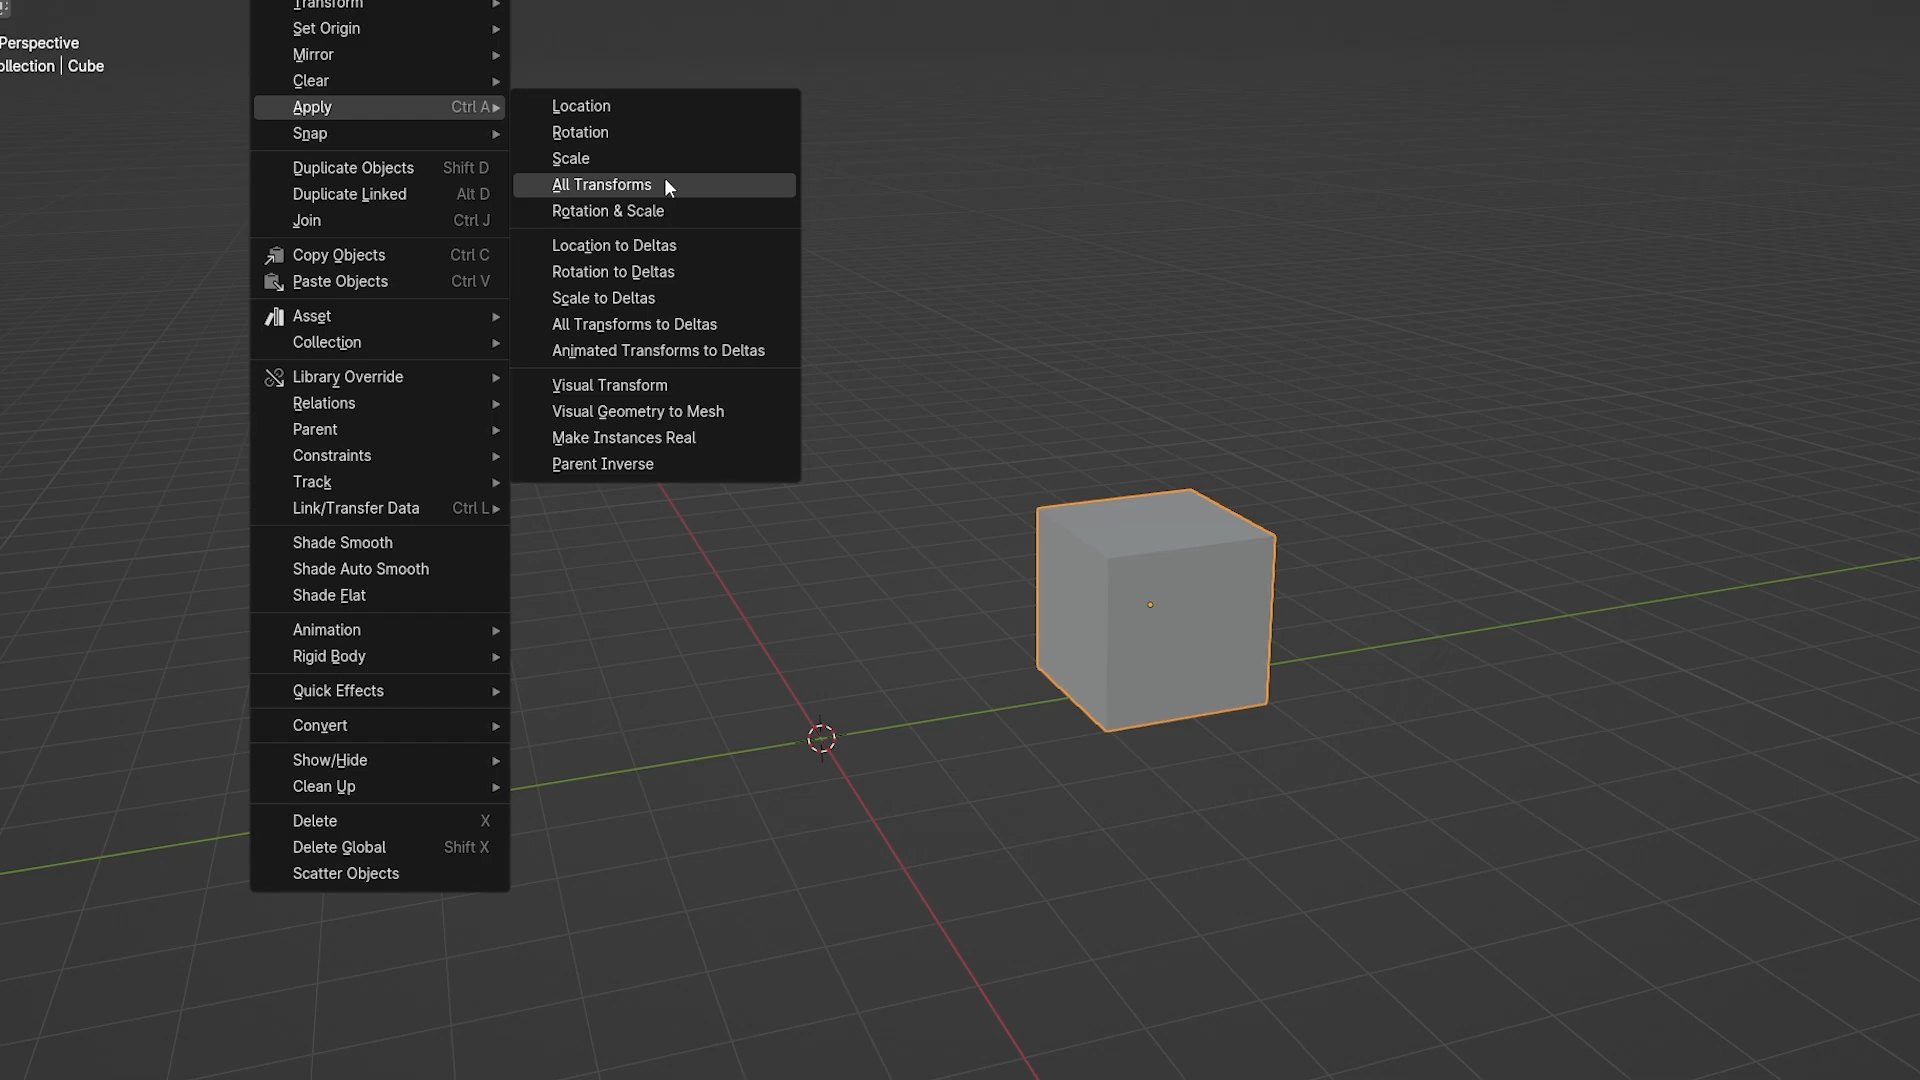 Perspective
ollection | Cube
Transform
Set Origin
Mirror
Clear
Apply Ctrl A
Snap
Duplicate Objects Shift D
Duplicate Linked Alt D
Join Ctrl J
Copy Objects Ctrl C
Paste Objects Ctrl V
Asset
Collection
Library Override
Relations
Parent
Constraints
Track
Link/Transfer Data Ctrl L
Shade Smooth
Shade Auto Smooth
Shade Flat
Animation
Rigid Body
Quick Effects
Convert
Show/Hide
Clean Up
Delete X
Delete Global Shift X
Scatter Objects
Location
Rotation
Scale
All Transforms
Rotation & Scale
Location to Deltas
Rotation to Deltas
Scale to Deltas
All Transforms to Deltas
Animated Transforms to Deltas
Visual Transform
Visual Geometry to Mesh
Make Instances Real
Parent Inverse